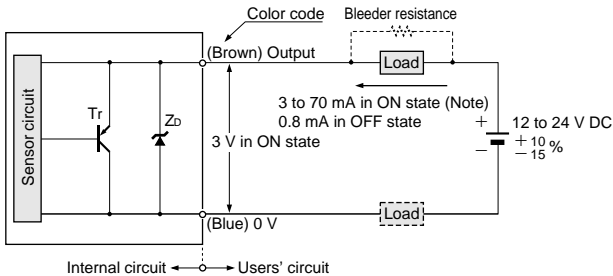 Color code
Bleeder resistance
(Brown) Output
Load
Sensor circuit
Tr
ZD
3 V in ON state
3 to 70 mA in ON state (Note)
0.8 mA in OFF state
+
−
12 to 24 V DC
+ 10
− 15 %
(Blue) 0 V
Load
Internal circuit
Users' circuit